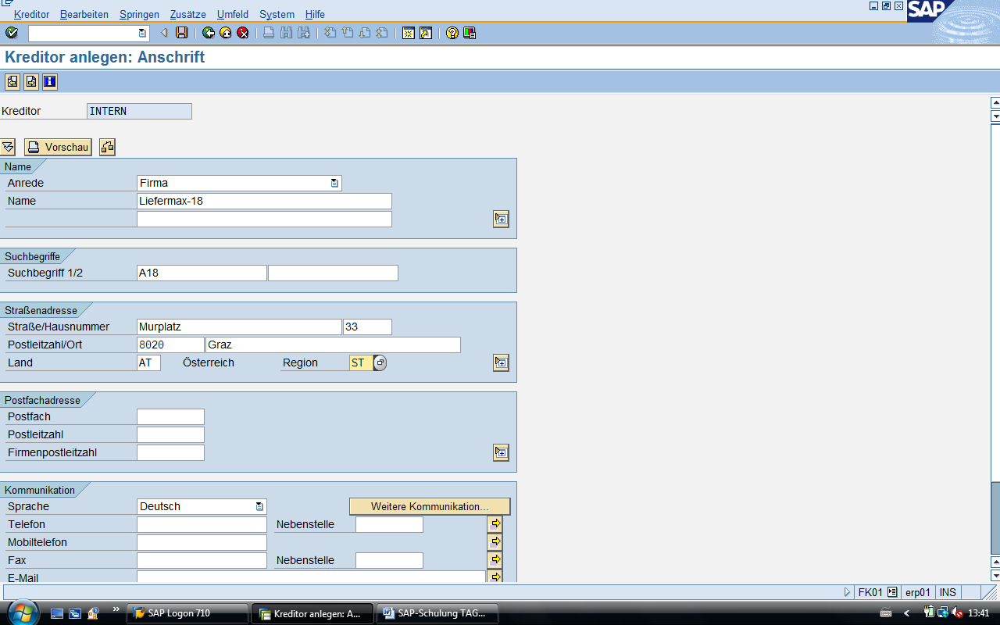 Kreditor Bearbeiten Springen Zusätze Umfeld System Hilfe
SAP
Kreditor anlegen: Anschrift
Kreditor INTERN
Vorschau
Name
Anrede Firma
Name Liefermax-18
Suchbegriffe
Suchbegriff 1/2 A18
Straßenadresse
Straße/Hausnummer Murplatz 33
Postleitzahl/Ort 8020 Graz
Land AT Österreich Region ST
Postfachadresse
Postfach
Postleitzahl
Firmenpostleitzahl
Kommunikation
Sprache Deutsch Weitere Kommunikation...
Telefon Nebenstelle
Mobiltelefon
Fax Nebenstelle
E-Mail
FK01 erp01 INS
SAP Logon 710 Kreditor anlegen: A... SAP-Schulung TAG... 13:41